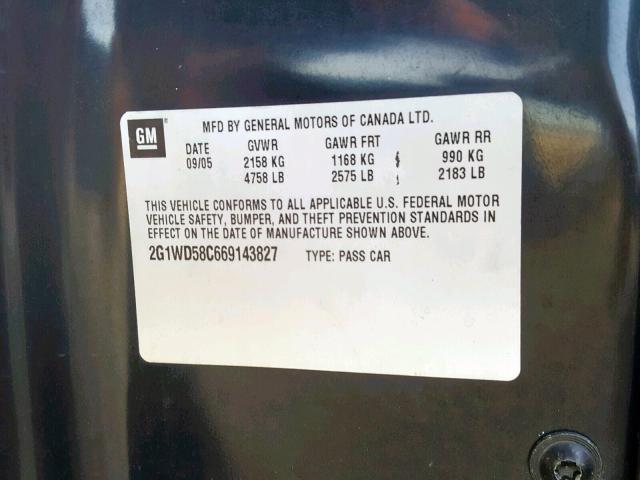 GM ®
MFD BY GENERAL MOTORS OF CANADA LTD.
DATE GVWR GAWR FRT GAWR RR
09/05 2158 KG 1168 KG 990 KG
4758 LB 2575 LB 2183 LB
THIS VEHICLE CONFORMS TO ALL APPLICABLE U.S. FEDERAL MOTOR
VEHICLE SAFETY, BUMPER, AND THEFT PREVENTION STANDARDS IN
EFFECT ON THE DATE OF MANUFACTURE SHOWN ABOVE.
2G1WD58C669143827 TYPE: PASS CAR